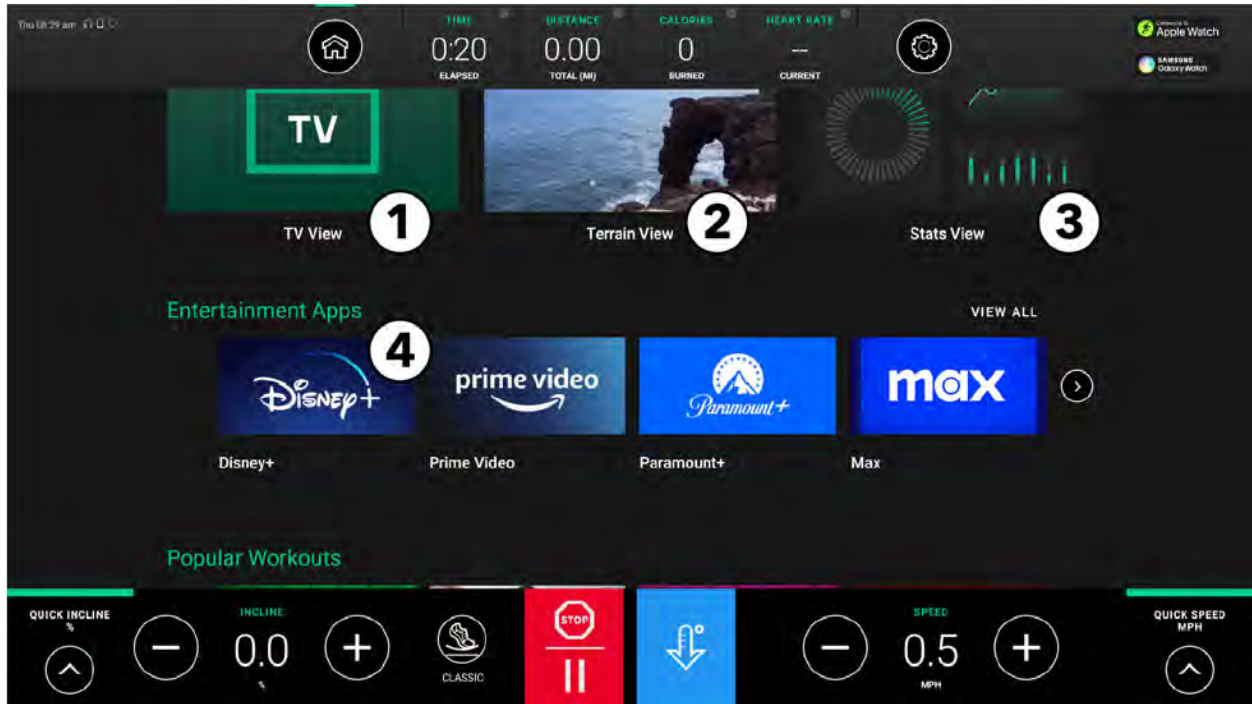 TIME
DISTANCE
CALORIES
HEART RATE
0:20
0.00
0
--
ELAPSED
TOTAL (MI)
BURNED
CURRENT
Apple Watch
SAMSUNG
Galaxy Watch
TV
1
2
3
TV View
Terrain View
Stats View
Entertainment Apps
VIEW ALL
4
Disney+
prime video
Paramount+
max
Disney+
Prime Video
Paramount+
Max
Popular Workouts
QUICK INCLINE
%
INCLINE
0.0
%
CLASSIC
STOP
SPEED
0.5
MPH
QUICK SPEED
MPH